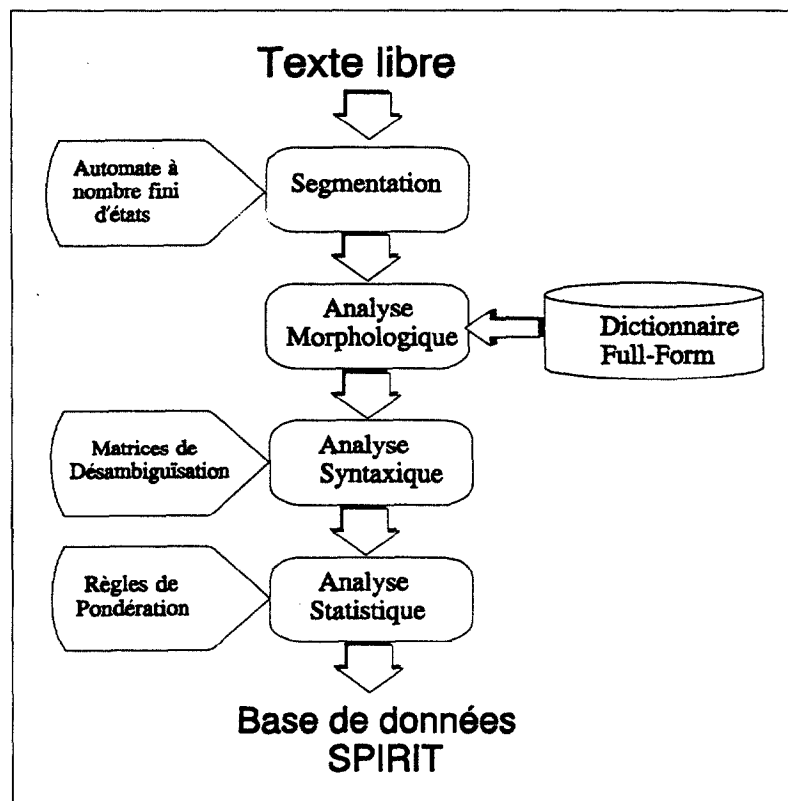 Texte libre
Automate à
nombre fini
d'états
Segmentation
Analyse
Morphologique
Dictionnaire
Full-Form
Matrices de
Désambiguïsation
Analyse
Syntaxique
Règles de
Pondération
Analyse
Statistique
Base de données
SPIRIT